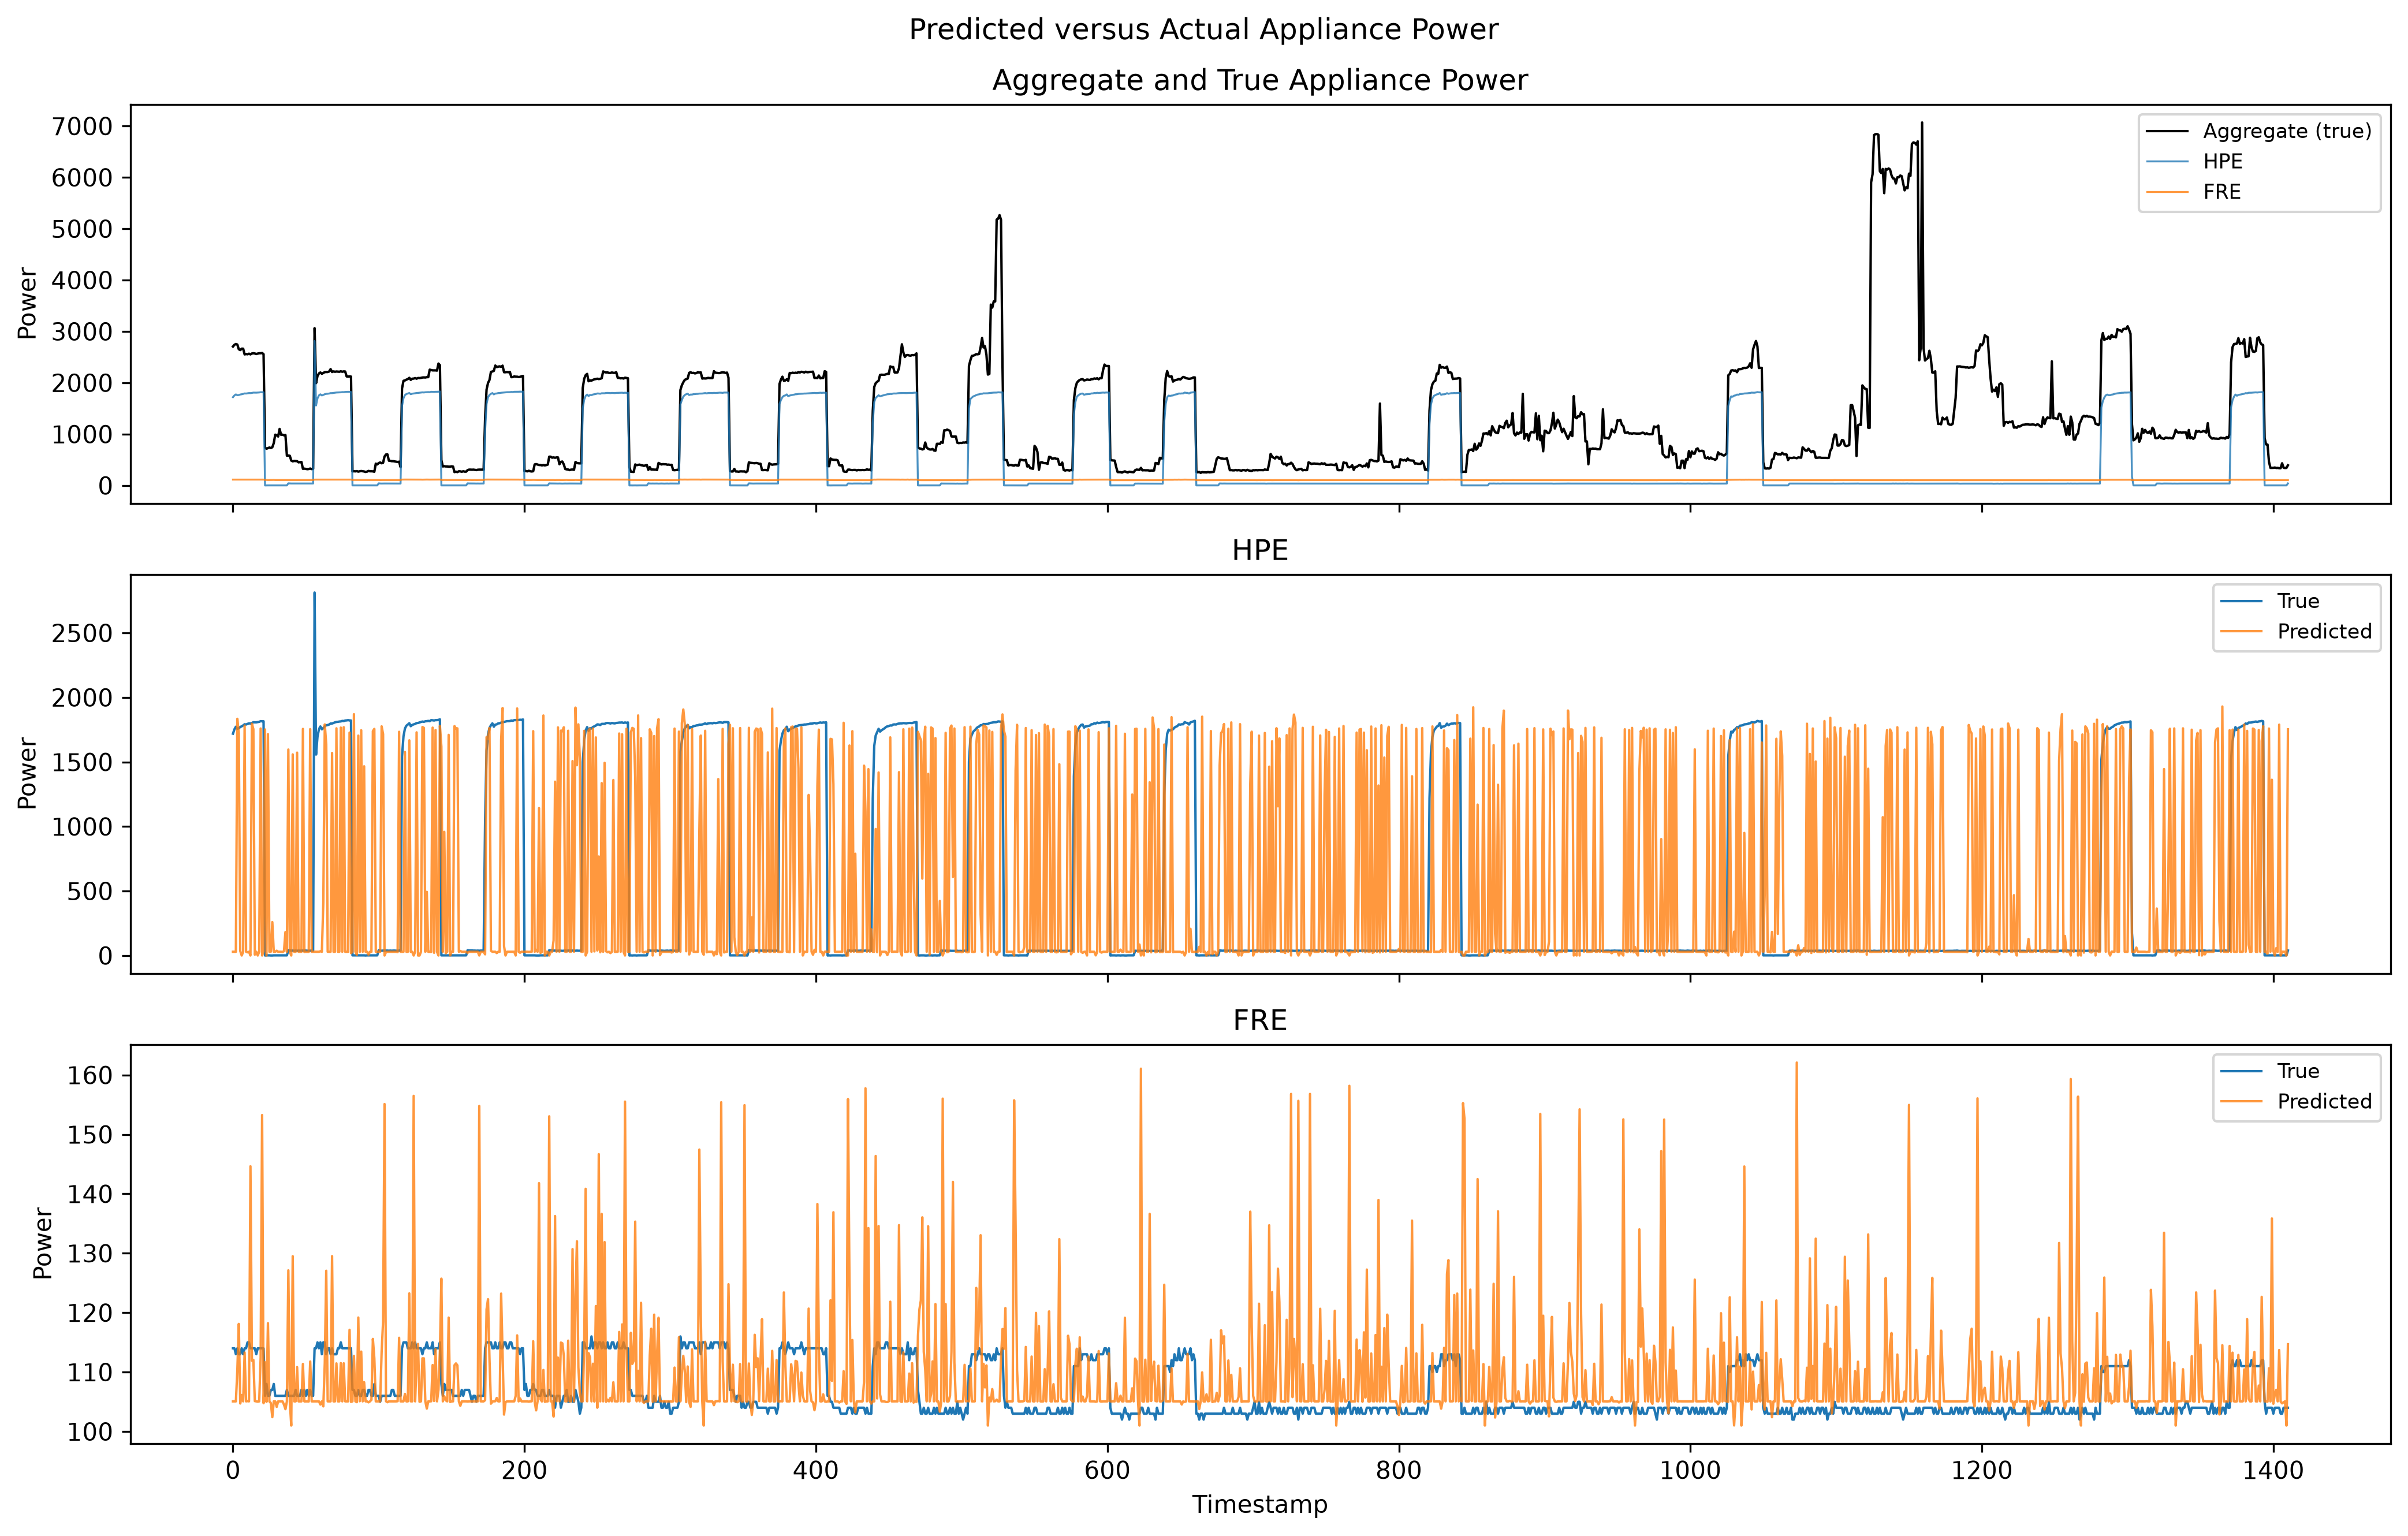 Predicted versus Actual Appliance Power
Aggregate and True Appliance Power
Power
7000
6000
5000
4000
3000
2000
1000
0
Aggregate (true)
HPE
FRE
HPE
Power
2500
2000
1500
1000
500
0
True
Predicted
FRE
Power
160
150
140
130
120
110
100
True
Predicted
0 200 400 600 800 1000 1200 1400
Timestamp